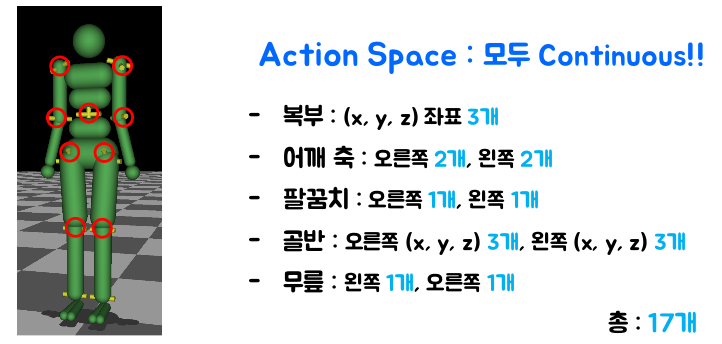 Action Space : 모두 Continuous!!
- 복부 : (x, y, z) 좌표 3개
- 어깨 축 : 오른쪽 2개, 왼쪽 2개
- 팔꿈치 : 오른쪽 1개, 왼쪽 1개
- 골반 : 오른쪽 (x, y, z) 3개, 왼쪽 (x, y, z) 3개
- 무릎 : 왼쪽 1개, 오른쪽 1개
총 : 17개